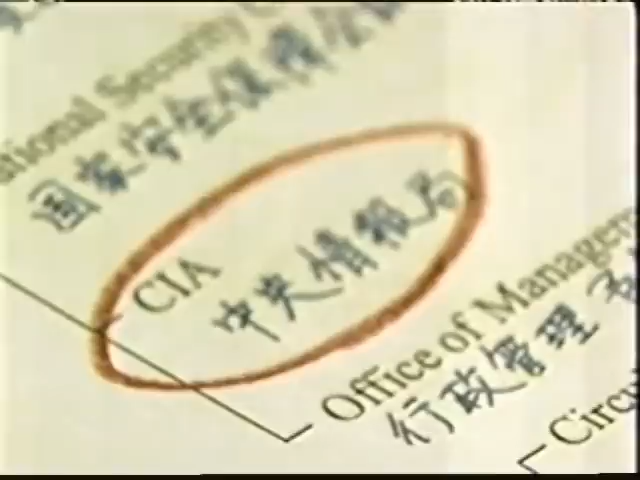 ational Security
国家安全保障会
CIA
中央情報局
Office of Managem
行政管理
Circu